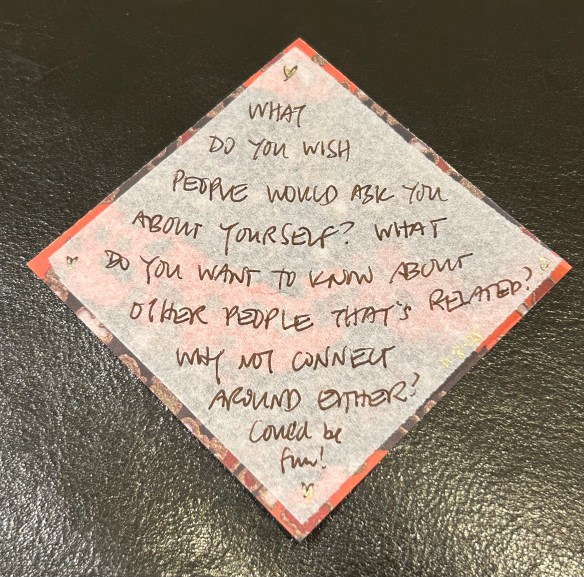 WHAT
DO YOU WISH
PEOPLE WOULD ASK YOU
ABOUT YOURSELF? WHAT
DO YOU WANT TO KNOW ABOUT
OTHER PEOPLE THAT'S RELATED?
WHY NOT CONNECT
AROUND EITHER?
Could be
fun!